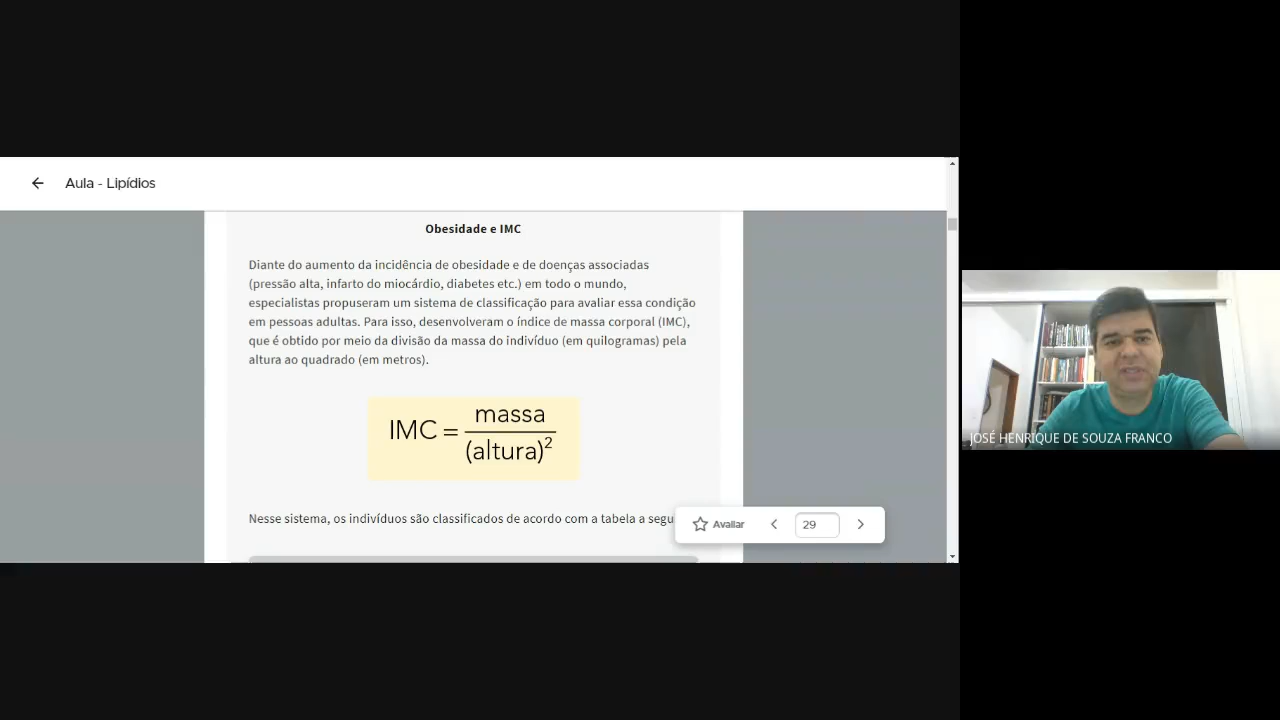 Aula - Lipídios
Obesidade e IMC
Diante do aumento da incidência de obesidade e de doenças associadas
(pressão alta, infarto do miocárdio, diabetes etc.) em todo o mundo,
especialistas propuseram um sistema de classificação para avaliar essa condição
em pessoas adultas. Para isso, desenvolveram o índice de massa corporal (IMC),
que é obtido por meio da divisão da massa do indivíduo (em quilogramas) pela
altura ao quadrado (em metros).
IMC = massa
(altura)²
Nesse sistema, os indivíduos são classificados de acordo com a tabela a
Avaliar
29
JOSÉ HENRIQUE DE SOUZA FRANCO